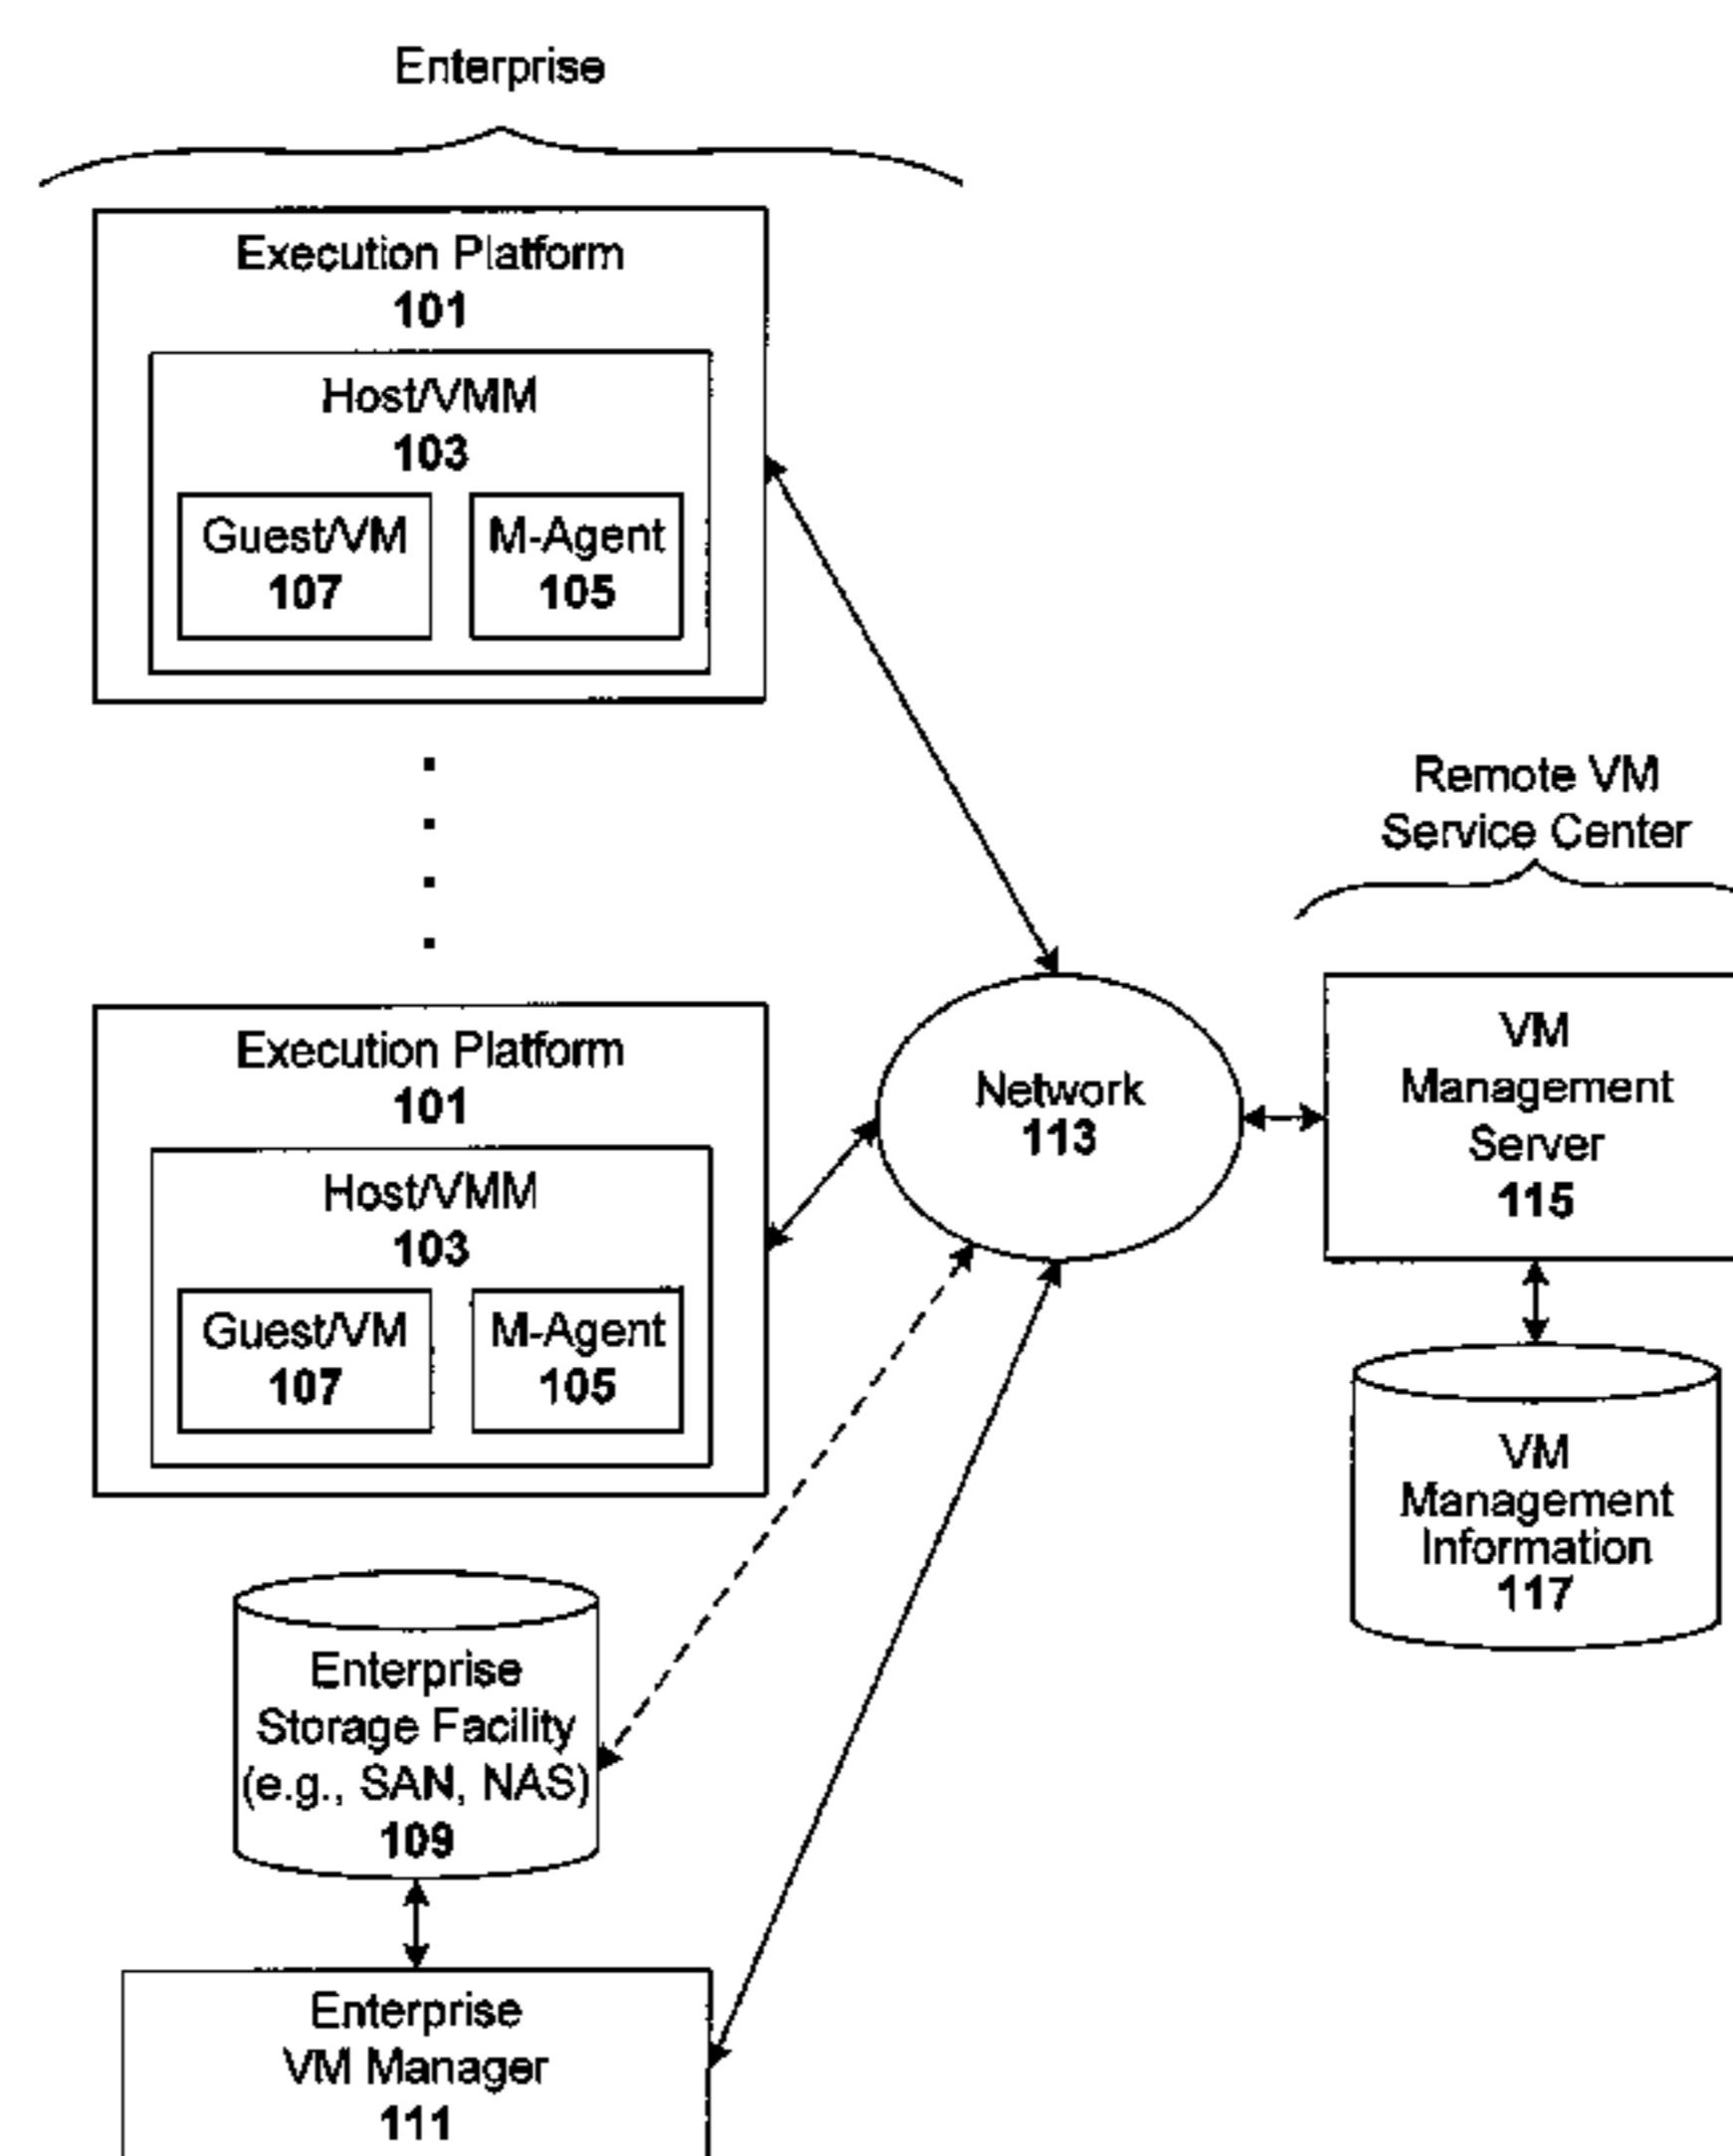 Enterprise
Execution Platform
101
Host/VMM
103
Guest/VM
107
M-Agent
105
Execution Platform
101
Host/VMM
103
Guest/VM
107
M-Agent
105
Enterprise
Storage Facility
(e.g., SAN, NAS)
109
Enterprise
VM Manager
111
Network
113
Remote VM
Service Center
VM
Management
Server
115
VM
Management
Information
117